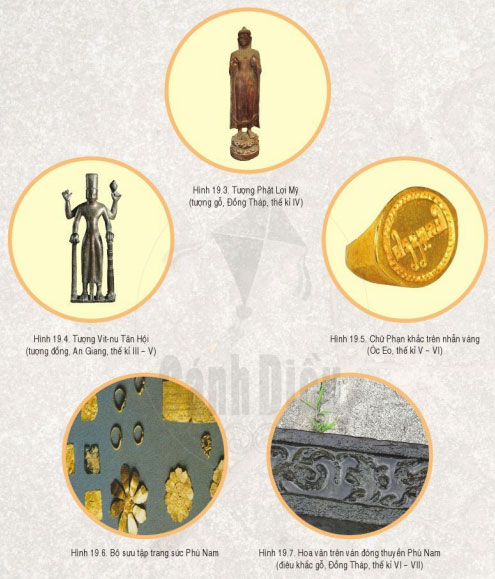 Hình 19.3. Tượng Phật Lợi Mỹ
(tượng gỗ, Đồng Tháp, thế kỉ IV)
Hình 19.4. Tượng Vit-nu Tân Hội
(tượng đồng, An Giang, thế kỉ III – V)
Hình 19.5. Chữ Phạn khắc trên nhẫn vàng
(Óc Eo, thế kỉ V – VI)
Cánh Diều
Hình 19.6. Bộ sưu tập trang sức Phù Nam
Hình 19.7. Hoa văn trên ván đóng thuyền Phù Nam
(điêu khắc gỗ, Đồng Tháp, thế kỉ VI – VII)